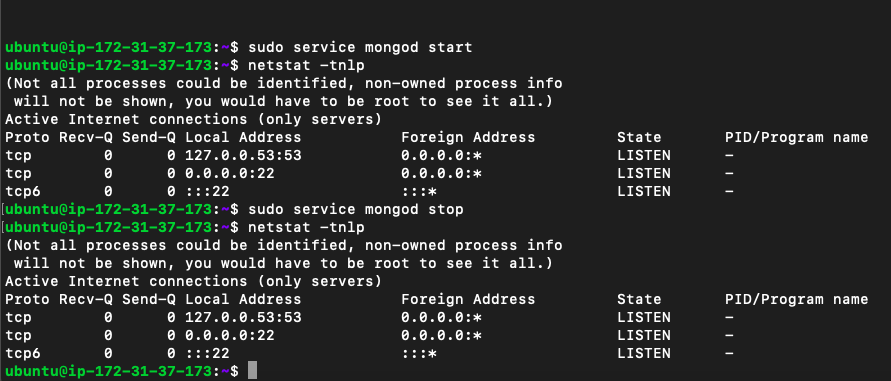 ubuntu@ip-172-31-37-173:~$ sudo service mongod start
ubuntu@ip-172-31-37-173:~$ netstat -tnlp
(Not all processes could be identified, non-owned process info
 will not be shown, you would have to be root to see it all.)
Active Internet connections (only servers)
Proto Recv-Q Send-Q Local Address           Foreign Address         State       PID/Program name
tcp        0      0 127.0.0.53:53           0.0.0.0:*               LISTEN      -
tcp        0      0 0.0.0.0:22              0.0.0.0:*               LISTEN      -
tcp6       0      0 :::22                   :::*                    LISTEN      -
[ubuntu@ip-172-31-37-173:~$ sudo service mongod stop
[ubuntu@ip-172-31-37-173:~$ netstat -tnlp
(Not all processes could be identified, non-owned process info
 will not be shown, you would have to be root to see it all.)
Active Internet connections (only servers)
Proto Recv-Q Send-Q Local Address           Foreign Address         State       PID/Program name
tcp        0      0 127.0.0.53:53           0.0.0.0:*               LISTEN      -
tcp        0      0 0.0.0.0:22              0.0.0.0:*               LISTEN      -
tcp6       0      0 :::22                   :::*                    LISTEN      -
ubuntu@ip-172-31-37-173:~$